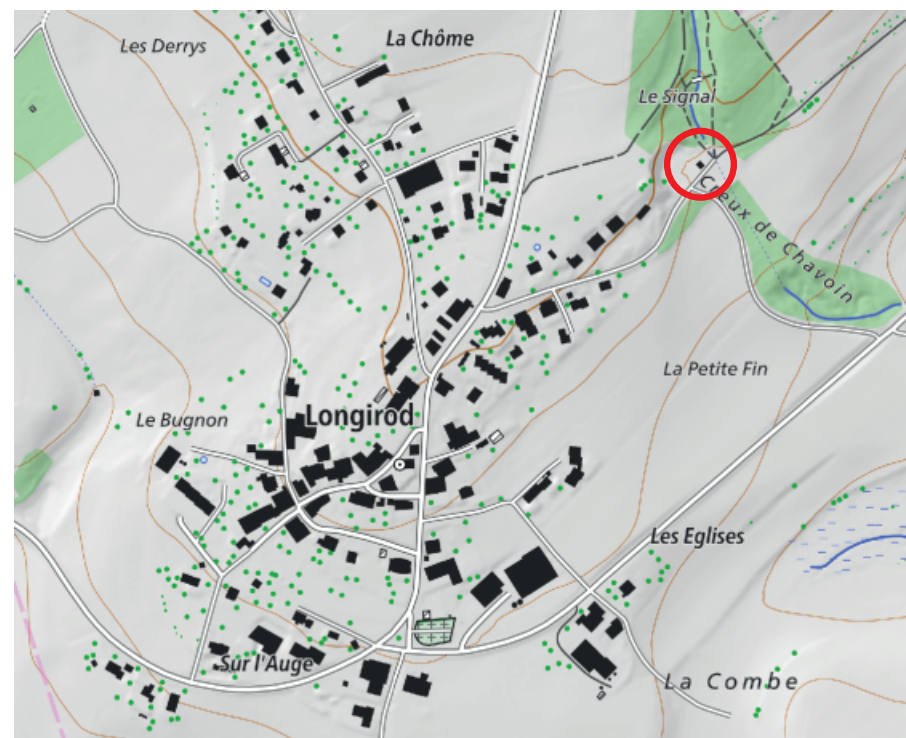 La Chôme
Les Derrys
Le Signal
Creux de Chavoin
La Petite Fin
Longirod
Le Bugnon
Les Eglises
Sur l'Auge
La Combe